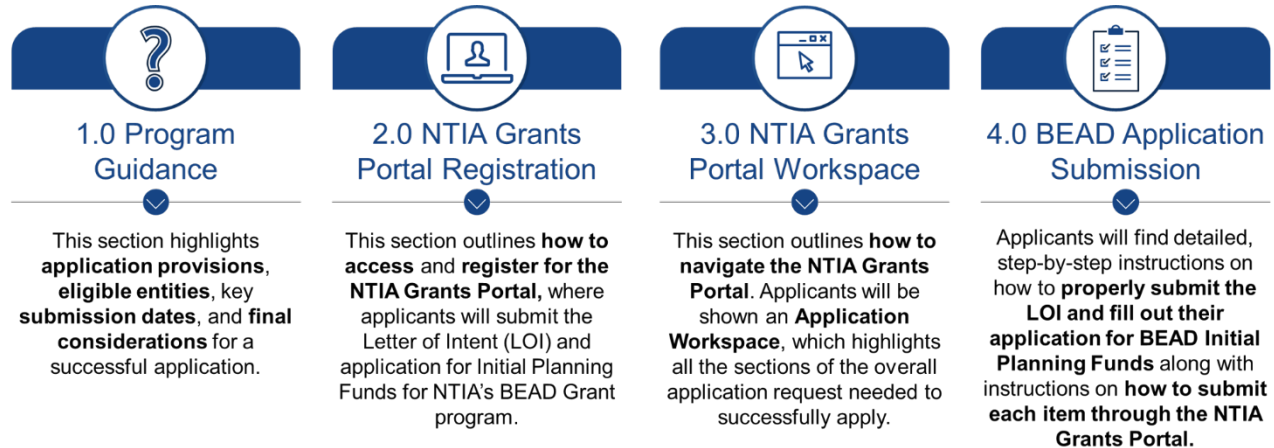 1.0 Program
Guidance
This section highlights
application provisions,
eligible entities, key
submission dates, and final
considerations for a
successful application.
2.0 NTIA Grants
Portal Registration
This section outlines how to
access and register for the
NTIA Grants Portal, where
applicants will submit the
Letter of Intent (LOI) and
application for Initial Planning
Funds for NTIA's BEAD Grant
program.
3.0 NTIA Grants
Portal Workspace
This section outlines how to
navigate the NTIA Grants
Portal. Applicants will be
shown an Application
Workspace, which highlights
all the sections of the overall
application request needed to
successfully apply.
4.0 BEAD Application
Submission
Applicants will find detailed,
step-by-step instructions on
how to properly submit the
LOI and fill out their
application for BEAD Initial
Planning Funds along with
instructions on how to submit
each item through the NTIA
Grants Portal.